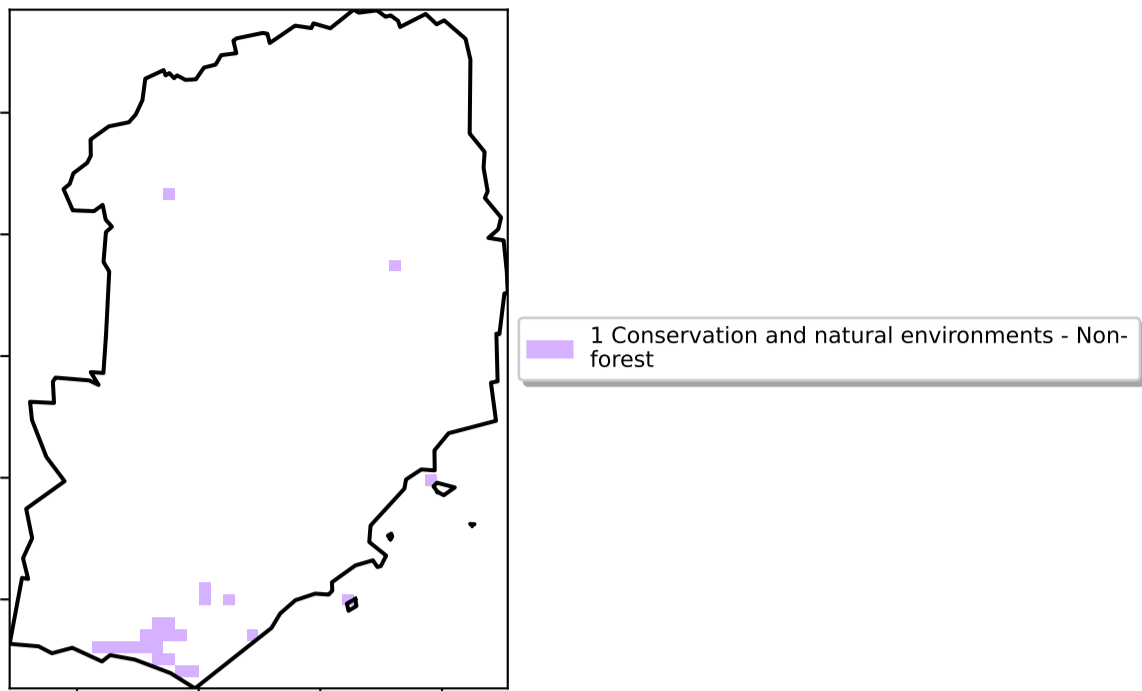 1 Conservation and natural environments - Non-
forest